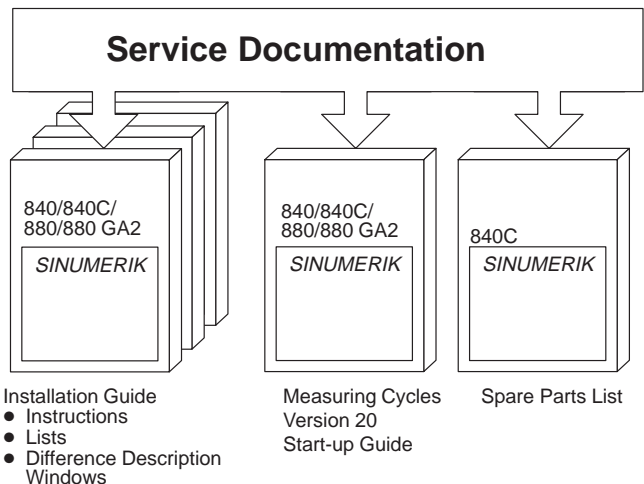 Service Documentation
840/840C/
880/880 GA2
SINUMERIK
Installation Guide
● Instructions
● Lists
● Difference Description
Windows
840/840C/
880/880 GA2
SINUMERIK
Measuring Cycles
Version 20
Start-up Guide
840C
SINUMERIK
Spare Parts List